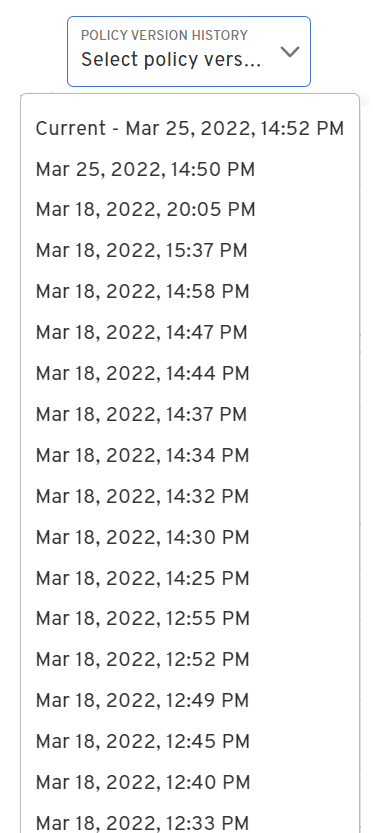 POLICY VERSION HISTORY
Select policy vers...
Current - Mar 25, 2022, 14:52 PM
Mar 25, 2022, 14:50 PM
Mar 18, 2022, 20:05 PM
Mar 18, 2022, 15:37 PM
Mar 18, 2022, 14:58 PM
Mar 18, 2022, 14:47 PM
Mar 18, 2022, 14:44 PM
Mar 18, 2022, 14:37 PM
Mar 18, 2022, 14:34 PM
Mar 18, 2022, 14:32 PM
Mar 18, 2022, 14:30 PM
Mar 18, 2022, 14:25 PM
Mar 18, 2022, 12:55 PM
Mar 18, 2022, 12:52 PM
Mar 18, 2022, 12:49 PM
Mar 18, 2022, 12:45 PM
Mar 18, 2022, 12:40 PM
Mar 18, 2022, 12:33 PM